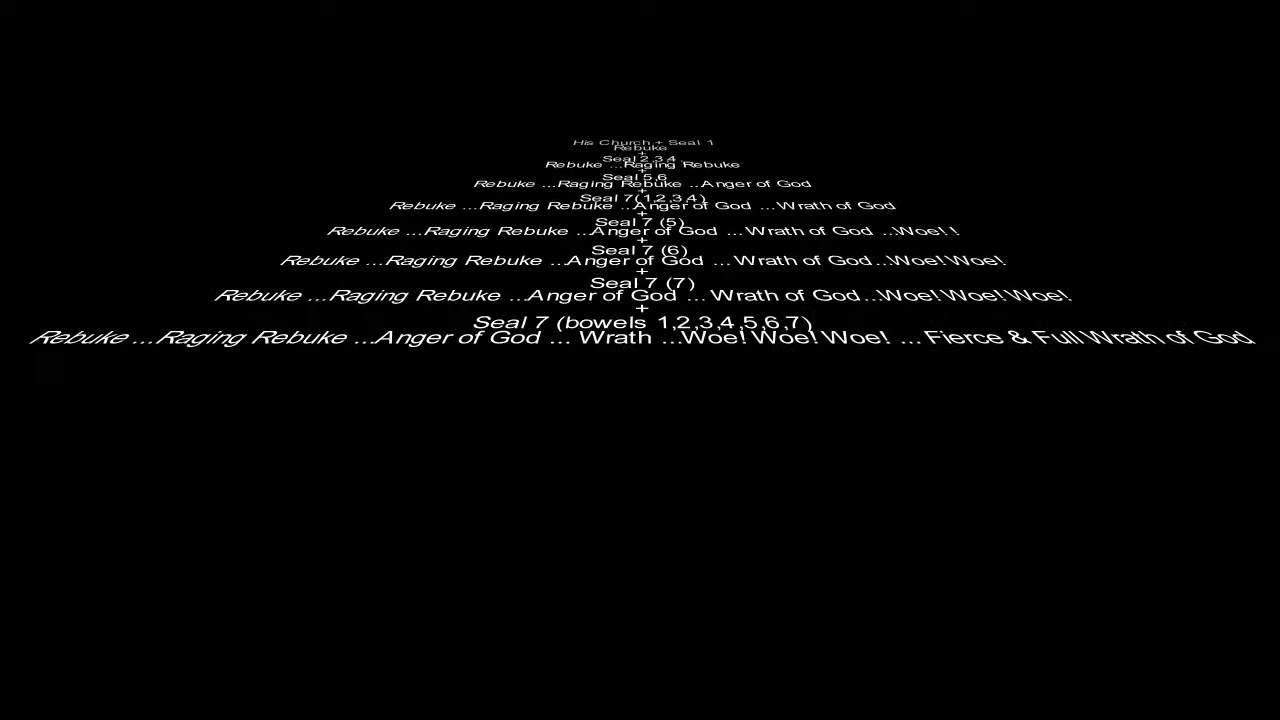 His Church + Seal 1
Rebuke
+
Seal 2,3,4
Rebuke ...Raging Rebuke
+
Seal 5,6
Rebuke ...Raging Rebuke ..Anger of God
+
Seal 7(1,2,3,4)
Rebuke ...Raging Rebuke ...Anger of God ...Wrath of God
+
Seal 7 (5)
Rebuke ...Raging Rebuke ...Anger of God ...Wrath of God ...Woe! !
+
Seal 7 (6)
Rebuke ...Raging Rebuke ...Anger of God ... Wrath of God...Woe! Woe!.
+
Seal 7 (7)
Rebuke ...Raging Rebuke ...Anger of God ... Wrath of God...Woe! Woe! Woe!.
+
Seal 7 (bowels 1,2,3,4,5,6,7)
Rebuke ...Raging Rebuke ...Anger of God ... Wrath ...Woe! Woe! Woe! ... Fierce & Full Wrath of God.